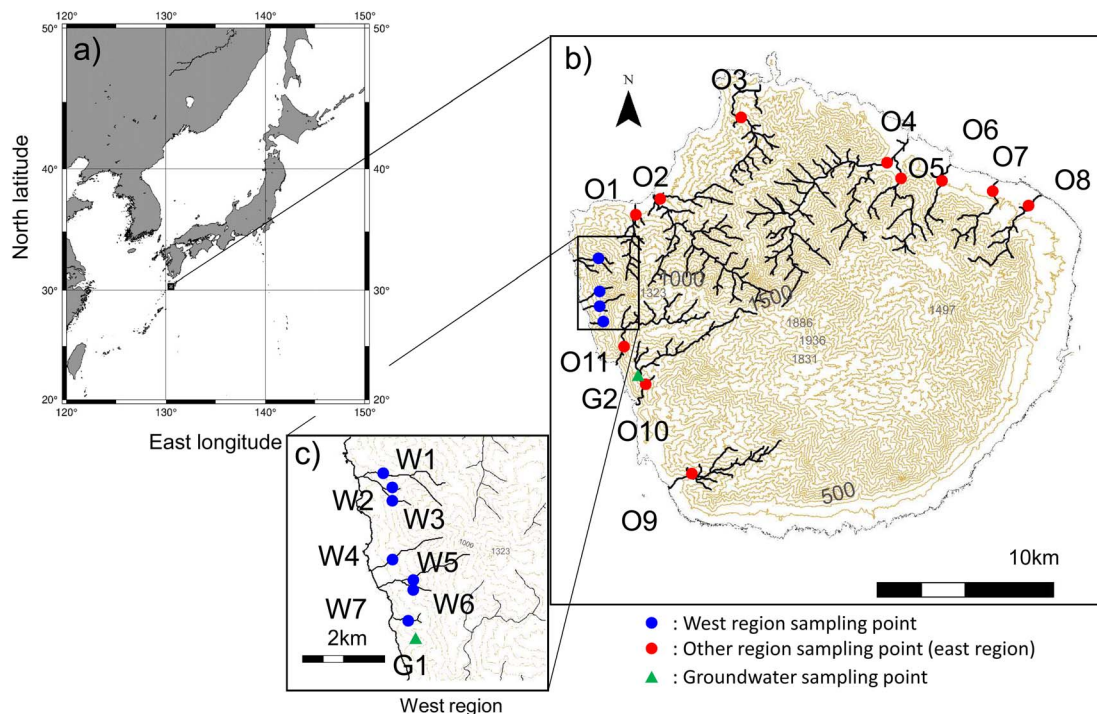 120° 130° 140° 150°
50° 50°
a)
40° 40°
30° 30°
20° 20°
120° 130° 140° 150°
North latitude
East longitude
b)
N
O3
O4
O6
O7
O8
O5
O1
O2
1000
1323
1500
1497
1886
1936
1831
O11
G2
O10
O9
500
10km
c)
W1
W2
W3
W4
W5
1000
1323
W6
W7
2km
G1
West region
: West region sampling point
: Other region sampling point (east region)
: Groundwater sampling point